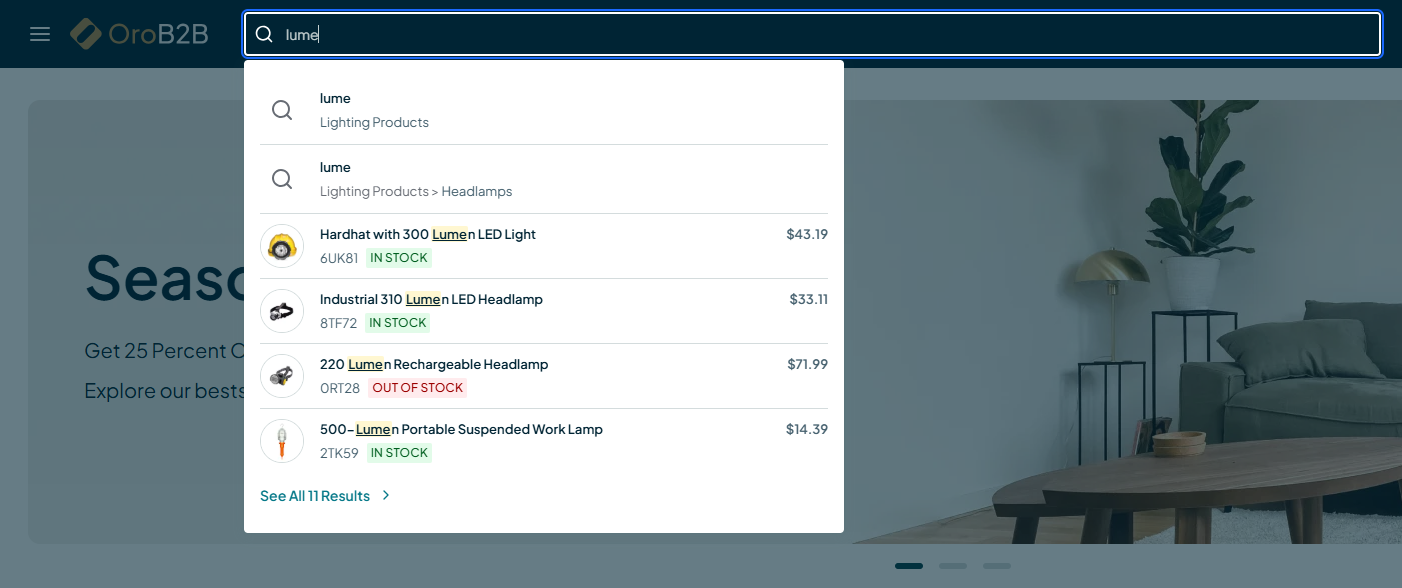 OroB2B
lume
lume
Lighting Products
lume
Lighting Products > Headlamps
Hardhat with 300 Lumen LED Light
$43.19
6UK81 IN STOCK
Industrial 310 Lumen LED Headlamp
$33.11
8TF72 IN STOCK
220 Lumen Rechargeable Headlamp
$71.99
0RT28 OUT OF STOCK
500-Lumen Portable Suspended Work Lamp
$14.39
2TK59 IN STOCK
See All 11 Results >
Get 25 Percent
Explore our